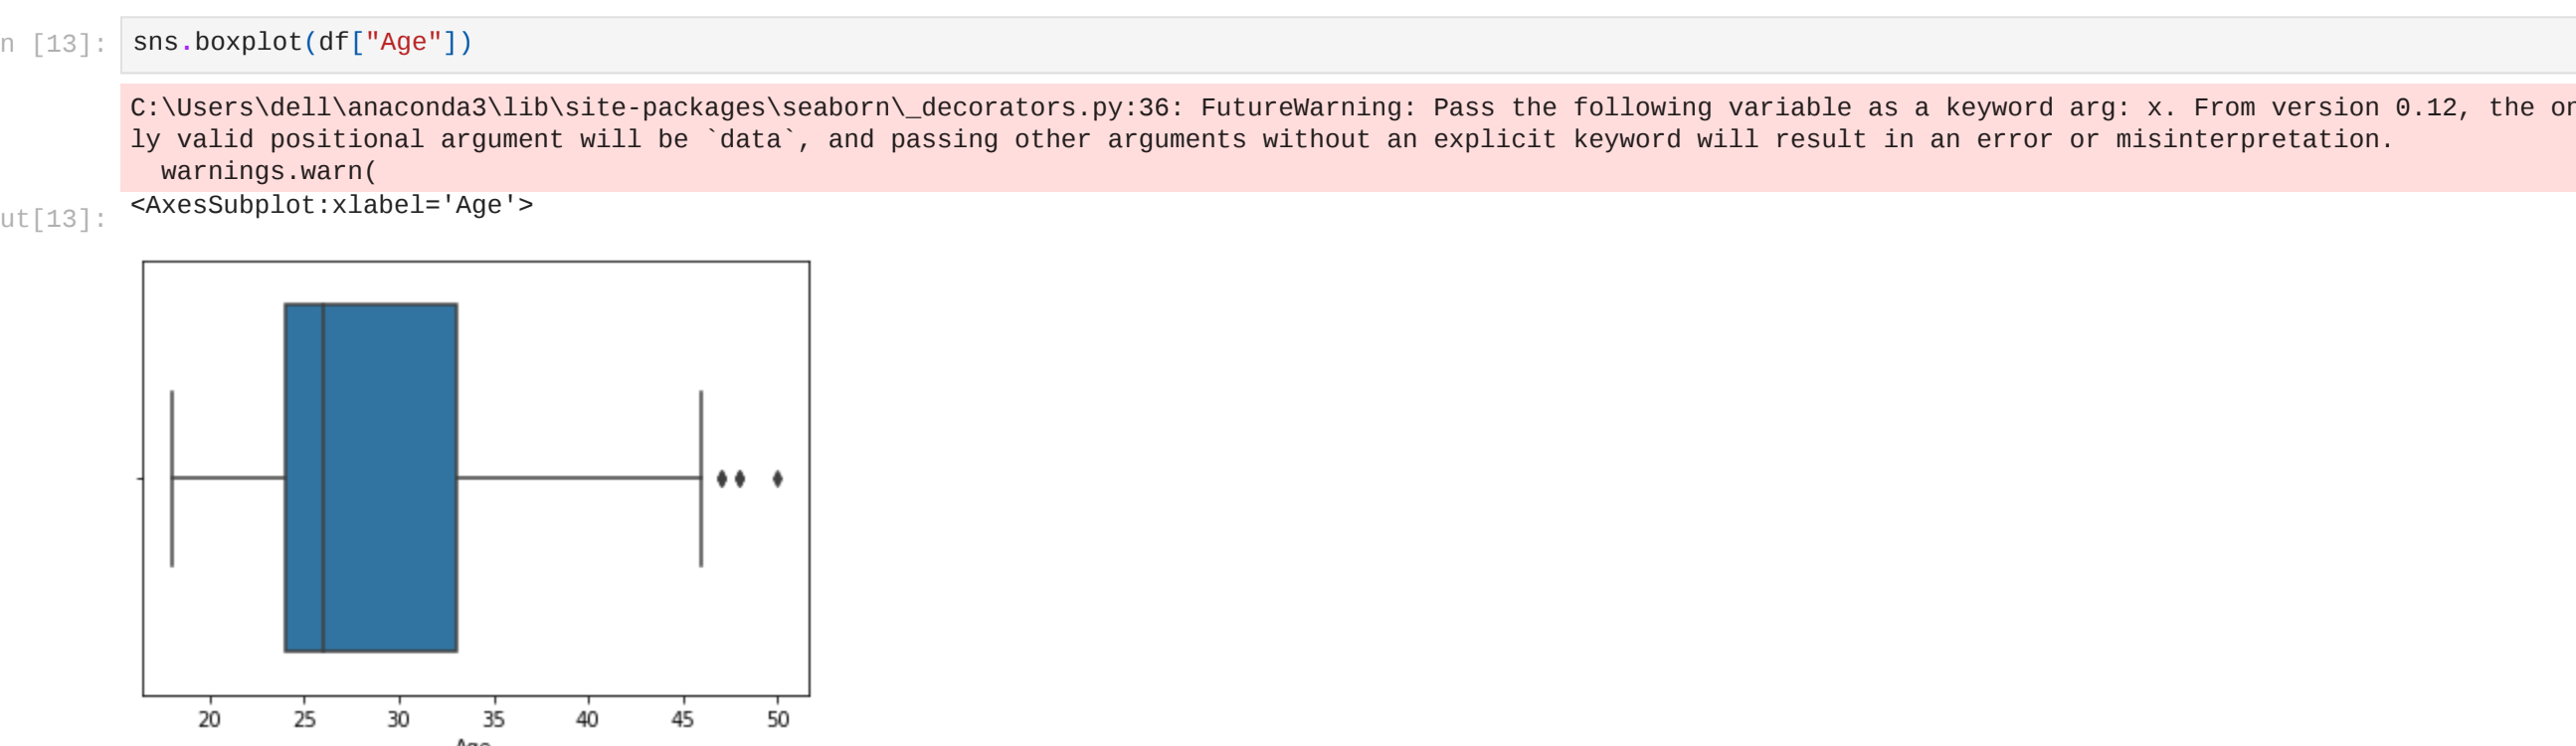 n [13]: sns.boxplot(df["Age"])
C:\Users\dell\anaconda3\lib\site-packages\seaborn\_decorators.py:36: FutureWarning: Pass the following variable as a keyword arg: x. From version 0.12, the on
ly valid positional argument will be `data`, and passing other arguments without an explicit keyword will result in an error or misinterpretation.
  warnings.warn(
ut[13]: <AxesSubplot:xlabel='Age'>
20 25 30 35 40 45 50
Age